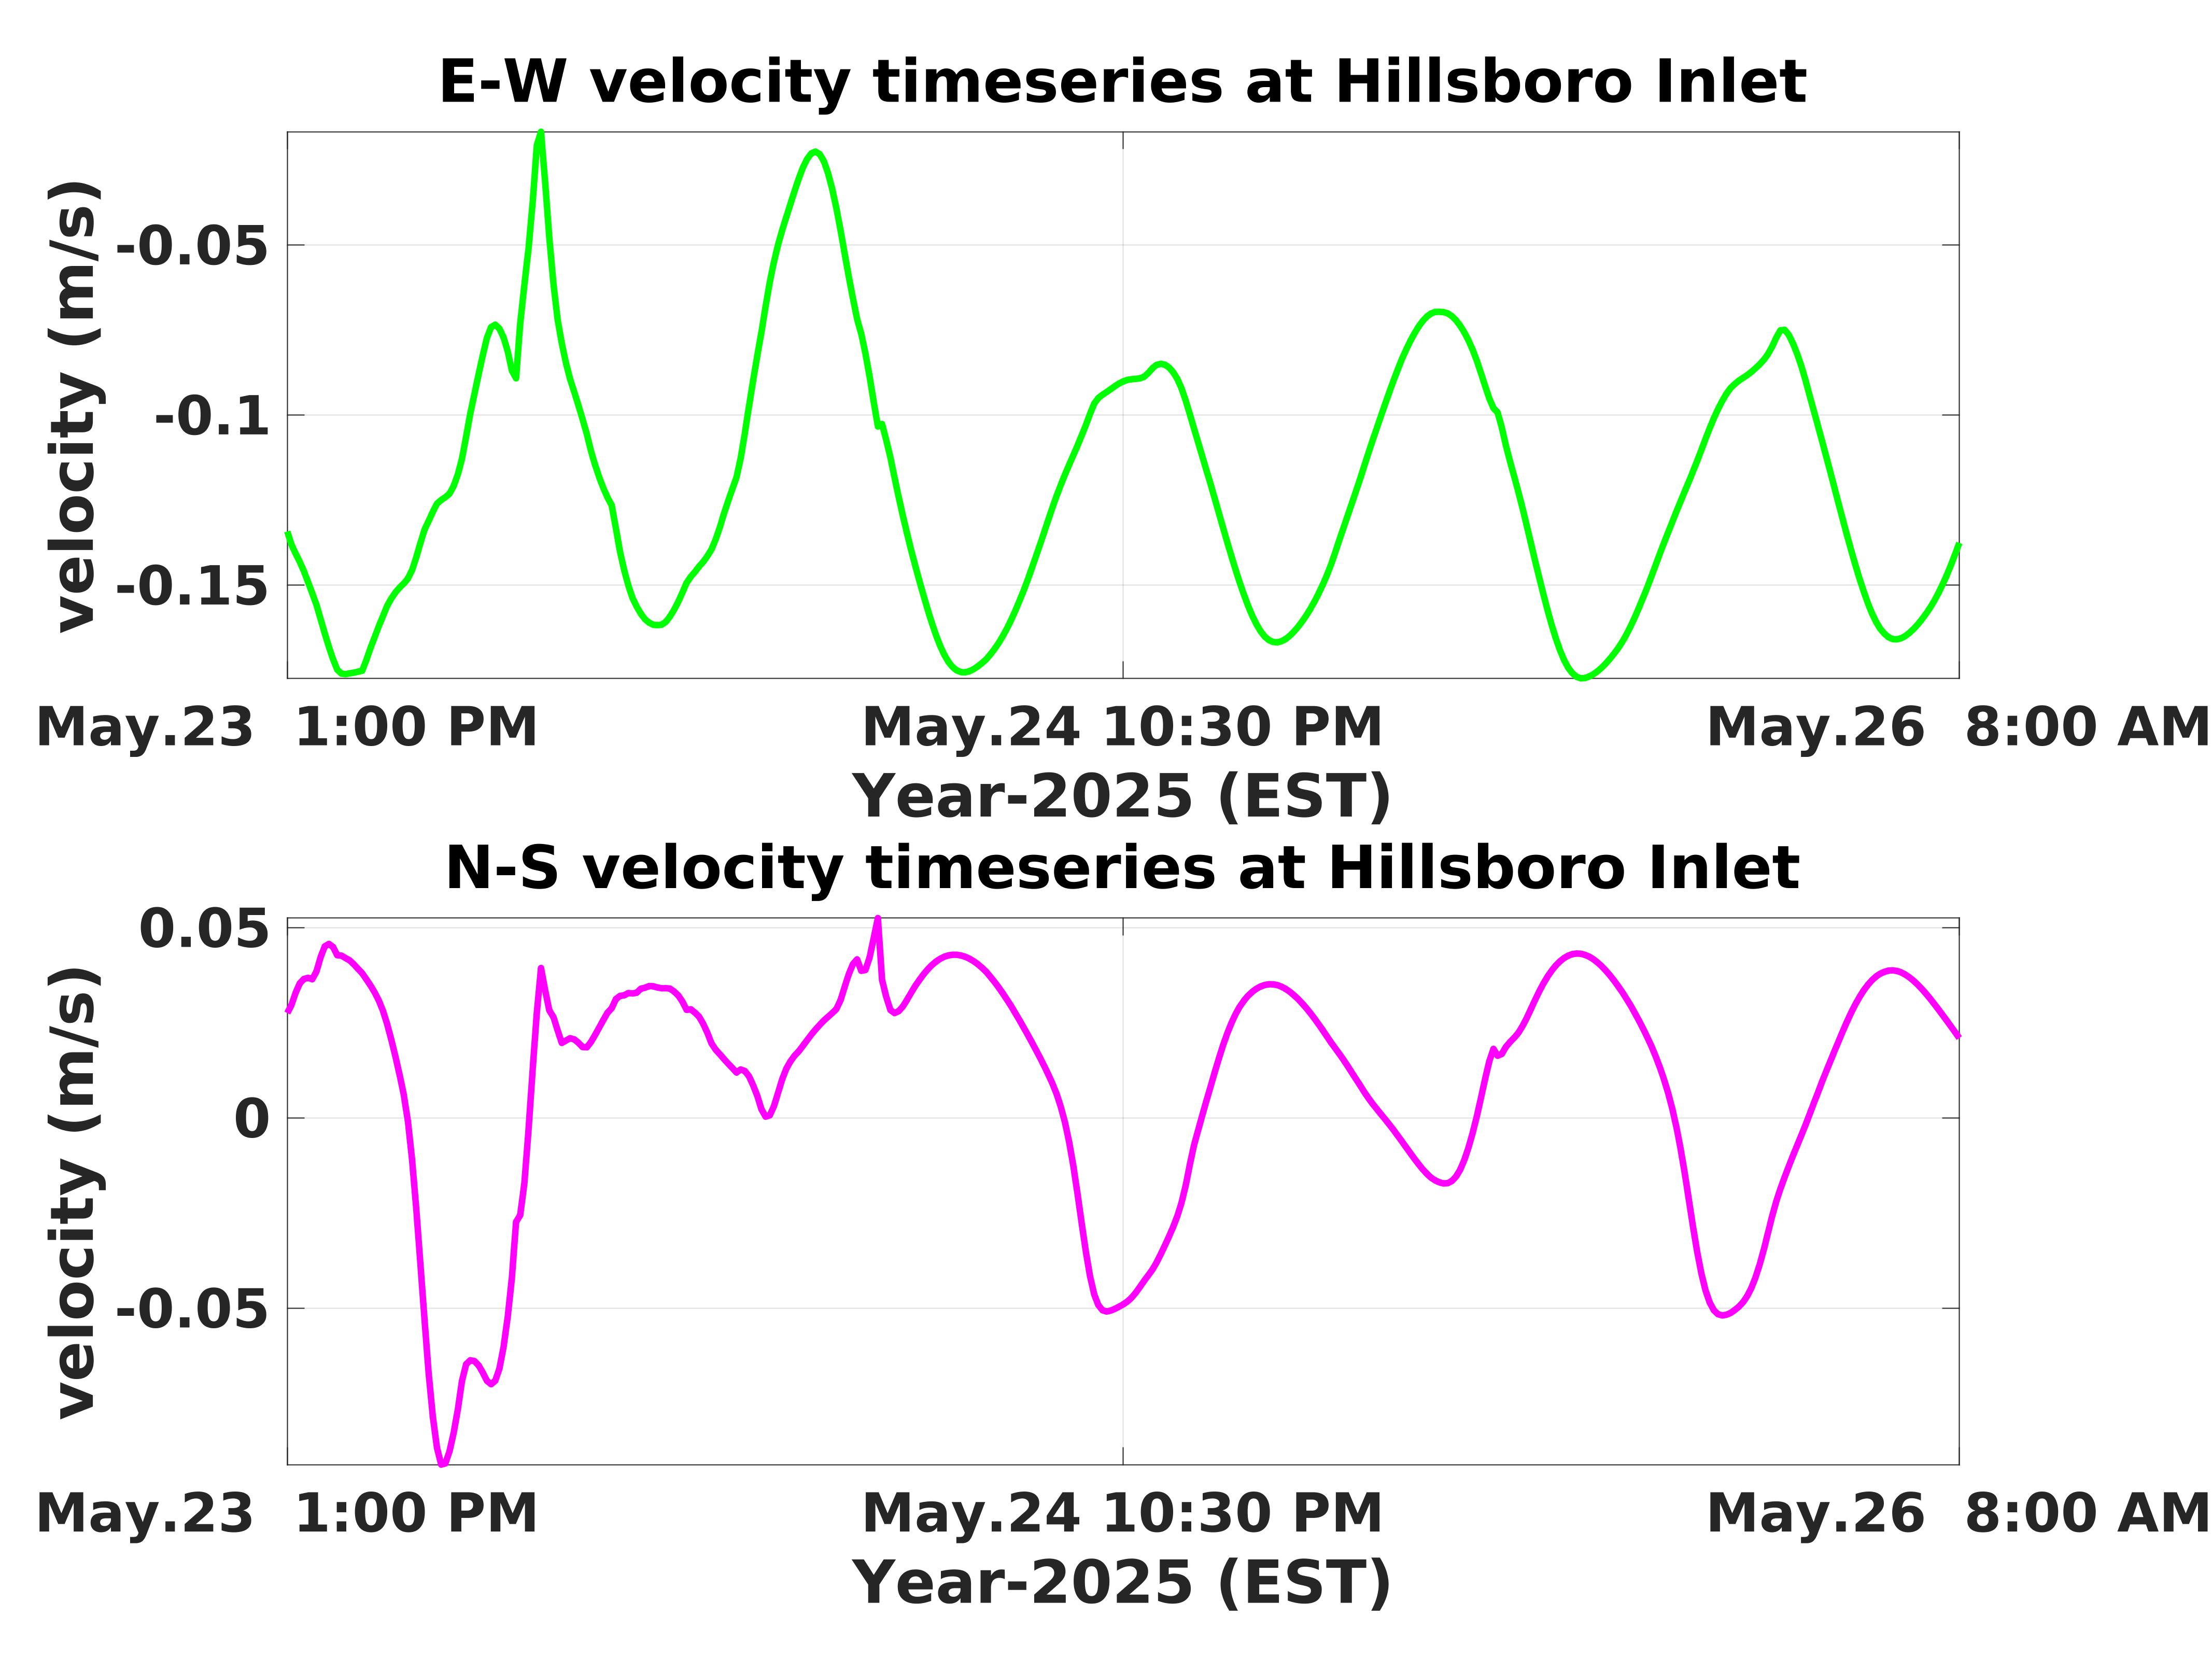 E-W velocity timeseries at Hillsboro Inlet
velocity (m/s)
-0.05
-0.1
-0.15
May.23  1:00 PM
May.24 10:30 PM
May.26  8:00 AM
Year-2025 (EST)
N-S velocity timeseries at Hillsboro Inlet
velocity (m/s)
0.05
0
-0.05
May.23  1:00 PM
May.24 10:30 PM
May.26  8:00 AM
Year-2025 (EST)